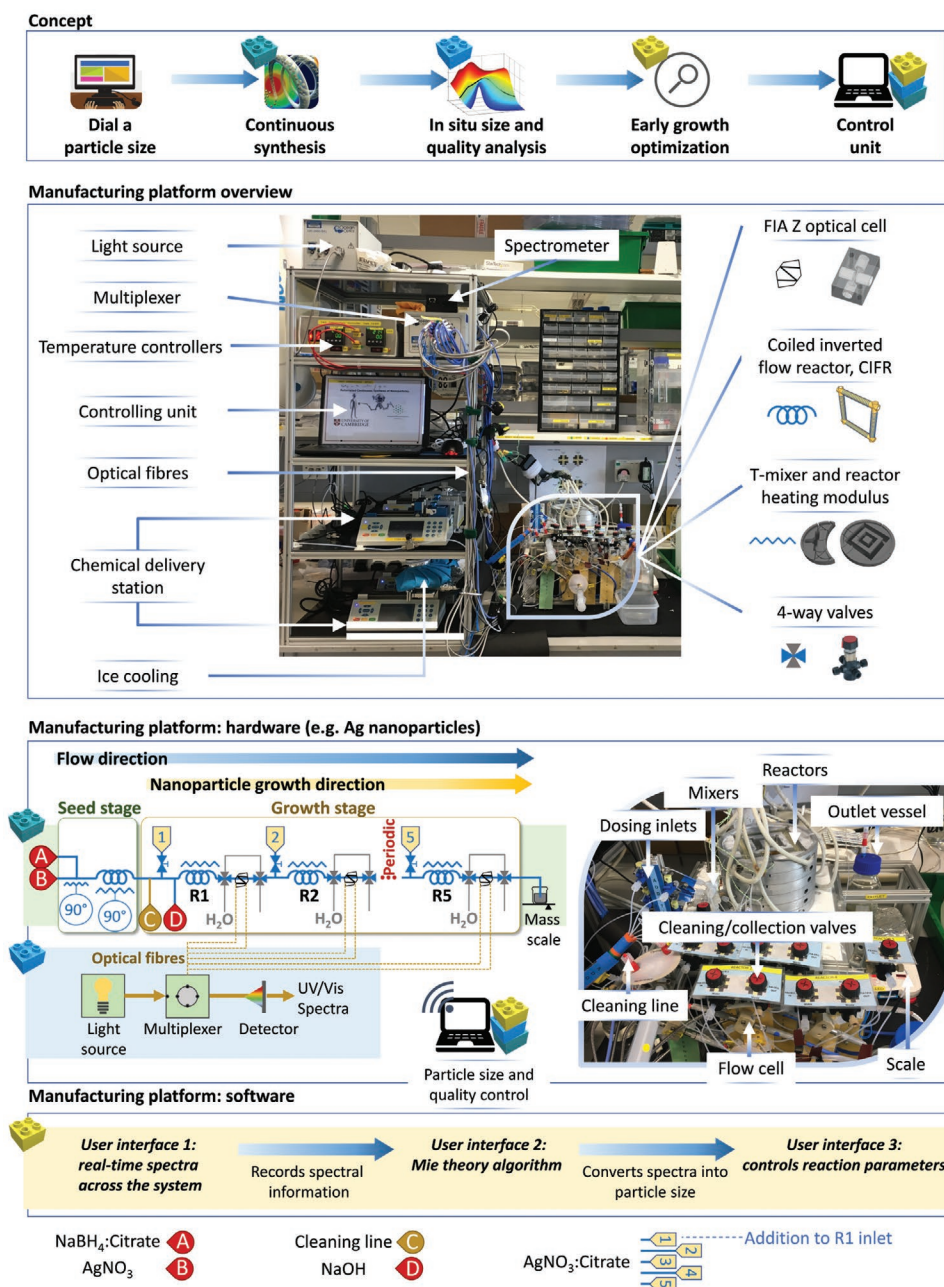 Concept
Dial a
particle size
Continuous
synthesis
In situ size and
quality analysis
Early growth
optimization
Control
unit
Manufacturing platform overview
Light source
Multiplexer
Temperature controllers
Controlling unit
Optical fibres
Chemical delivery
station
Ice cooling
Spectrometer
UNIVERSITY OF
CAMBRIDGE
FIA Z optical cell
Coiled inverted
flow reactor, CIFR
T-mixer and reactor
heating modulus
4-way valves
Manufacturing platform: hardware (e.g. Ag nanoparticles)
Flow direction
Nanoparticle growth direction
Seed stage
Growth stage
A
B
90°
90°
C
D
1
R1
H₂O
2
R2
H₂O
Periodic
5
R5
H₂O
Mass
scale
Optical fibres
Light
source
Multiplexer
Detector
UV/Vis
Spectra
Particle size and
quality control
Reactors
Mixers
Dosing inlets
Outlet vessel
Cleaning/collection valves
Cleaning line
Flow cell
Scale
Manufacturing platform: software
User interface 1:
real-time spectra
across the system
Records spectral
information
User interface 2:
Mie theory algorithm
Converts spectra into
particle size
User interface 3:
controls reaction parameters
NaBH₄:Citrate A
AgNO₃ B
Cleaning line C
NaOH D
AgNO₃:Citrate
1
2
3
4
5
Addition to R1 inlet